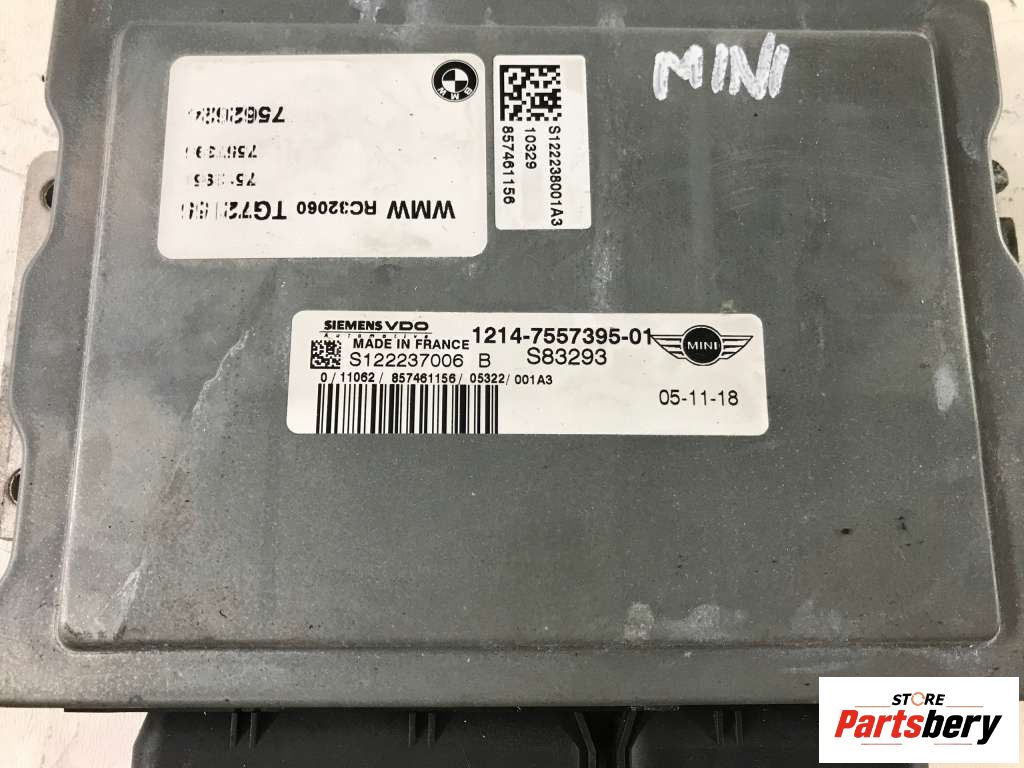 MINI
BMW
WMW RC32060
S122238001A3
10329
857461156
SIEMENS VDO
Automotive
1214-7557395-01
MADE IN FRANCE
MINI
S122237006 B S83293
0/11062/857461156/05322/001A3
05-11-18
STORE
Partsbery